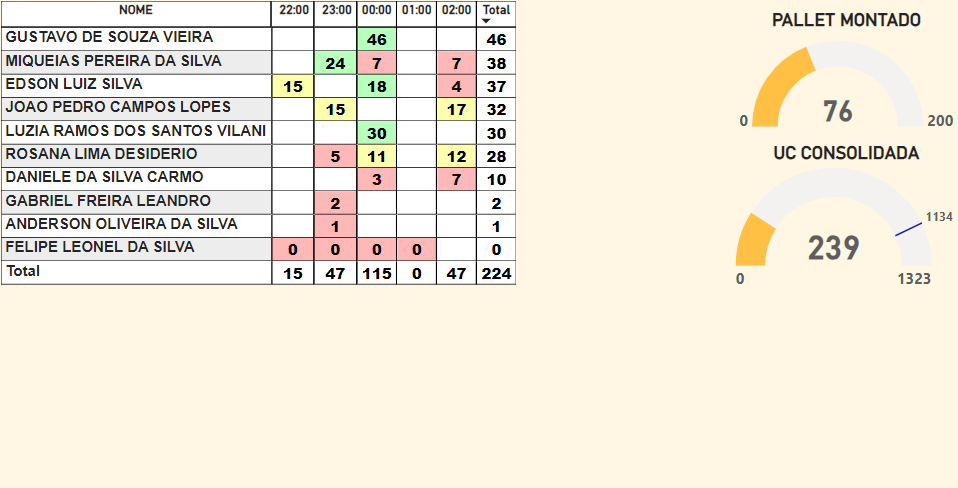 NOME 22:00 23:00 00:00 01:00 02:00 Total
GUSTAVO DE SOUZA VIEIRA 46 46
MIQUEIAS PEREIRA DA SILVA 24 7 7 38
EDSON LUIZ SILVA 15 18 4 37
JOAO PEDRO CAMPOS LOPES 15 17 32
LUZIA RAMOS DOS SANTOS VILANI 30 30
ROSANA LIMA DESIDERIO 5 11 12 28
DANIELE DA SILVA CARMO 3 7 10
GABRIEL FREIRA LEANDRO 2 2
ANDERSON OLIVEIRA DA SILVA 1 1
FELIPE LEONEL DA SILVA 0 0 0 0 0
Total 15 47 115 0 47 224
PALLET MONTADO
76
0 200
UC CONSOLIDADA
1134
239
0 1323